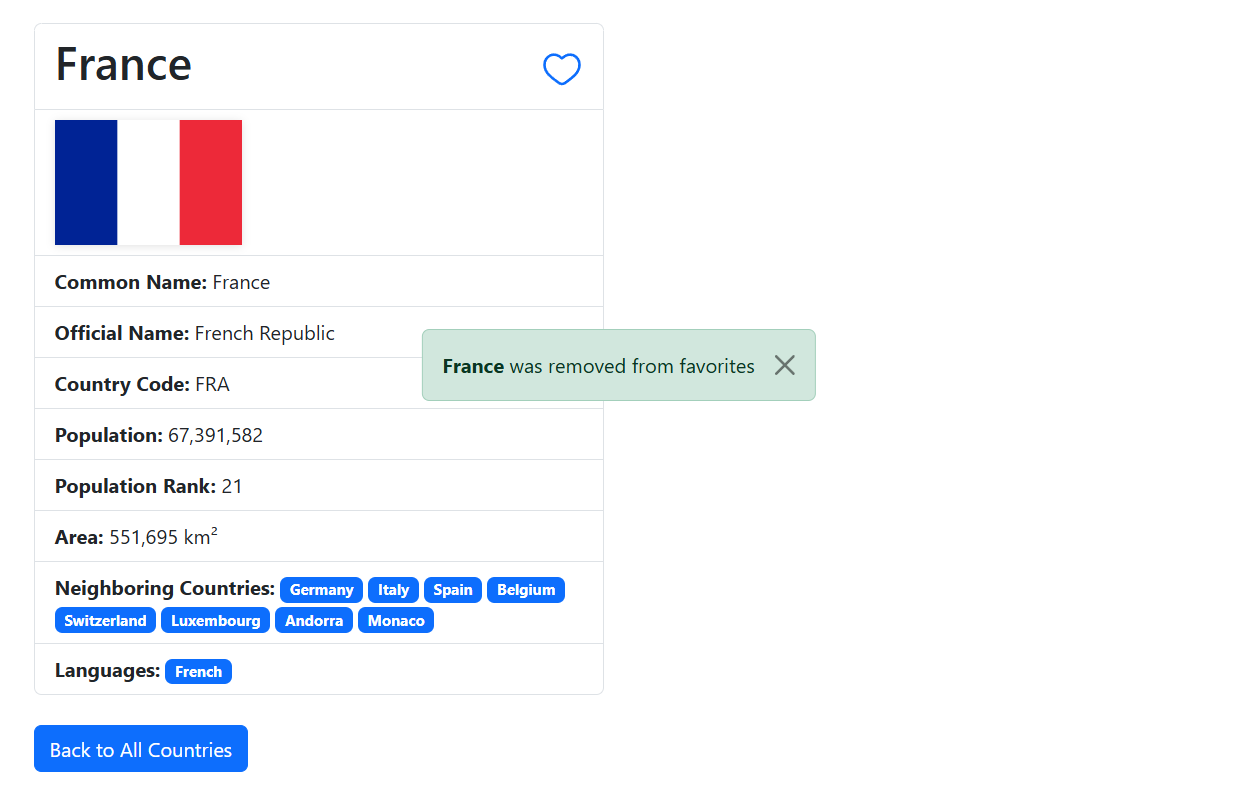 France
Common Name: France
Official Name: French Republic
France was removed from favorites
Country Code: FRA
Population: 67,391,582
Population Rank: 21
Area: 551,695 km²
Neighboring Countries: Germany Italy Spain Belgium
Switzerland Luxembourg Andorra Monaco
Languages: French
Back to All Countries